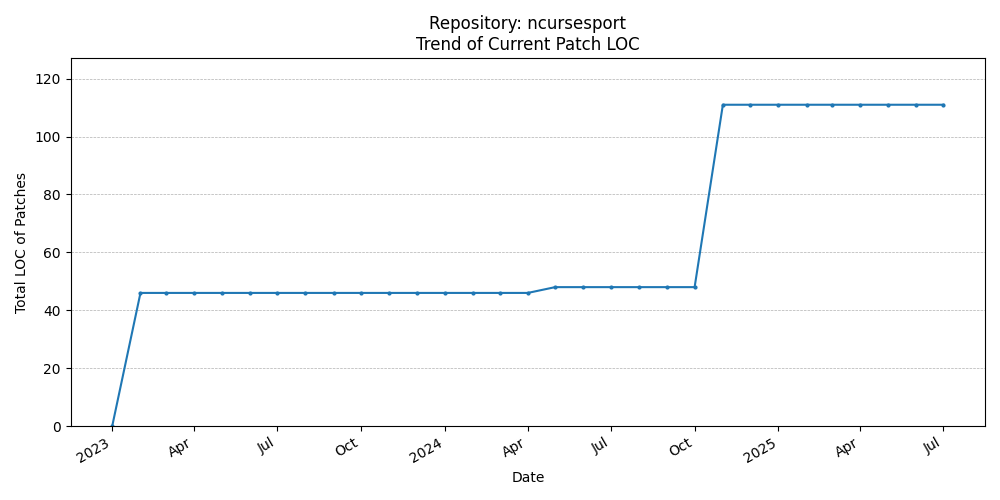 Repository: ncursesport
Trend of Current Patch LOC
120
100
80
60
40
20
0
Total LOC of Patches
2023
Apr
Jul
Oct
2024
Apr
Jul
Oct
2025
Apr
Jul
Date